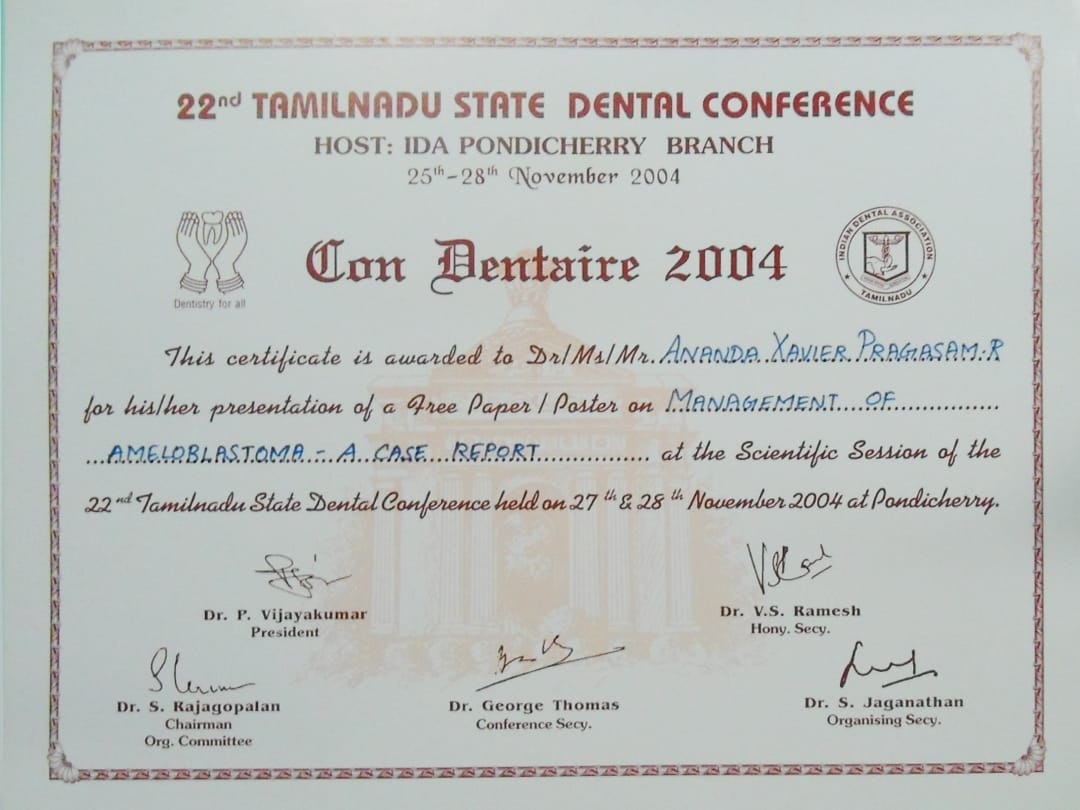 22nd TAMILNADU STATE DENTAL CONFERENCE
HOST: IDA PONDICHERRY BRANCH
25th-28th November 2004
Dentistry for all
Con Dentaire 2004
INDIAN DENTAL ASSOCIATION
TAMILNADU
This certificate is awarded to Dr/Ms/Mr. ANANDA XAVIER PRAGASAM.R
for his/her presentation of a Free Paper / Poster on MANAGEMENT OF
AMELOBLASTOMA - A CASE REPORT at the Scientific Session of the
22nd Tamilnadu State Dental Conference held on 27th & 28th November 2004 at Pondicherry.
Dr. P. Vijayakumar
President
Dr. V.S. Ramesh
Hony. Secy.
Dr. S. Rajagopalan
Chairman
Org. Committee
Dr. George Thomas
Conference Secy.
Dr. S. Jaganathan
Organising Secy.